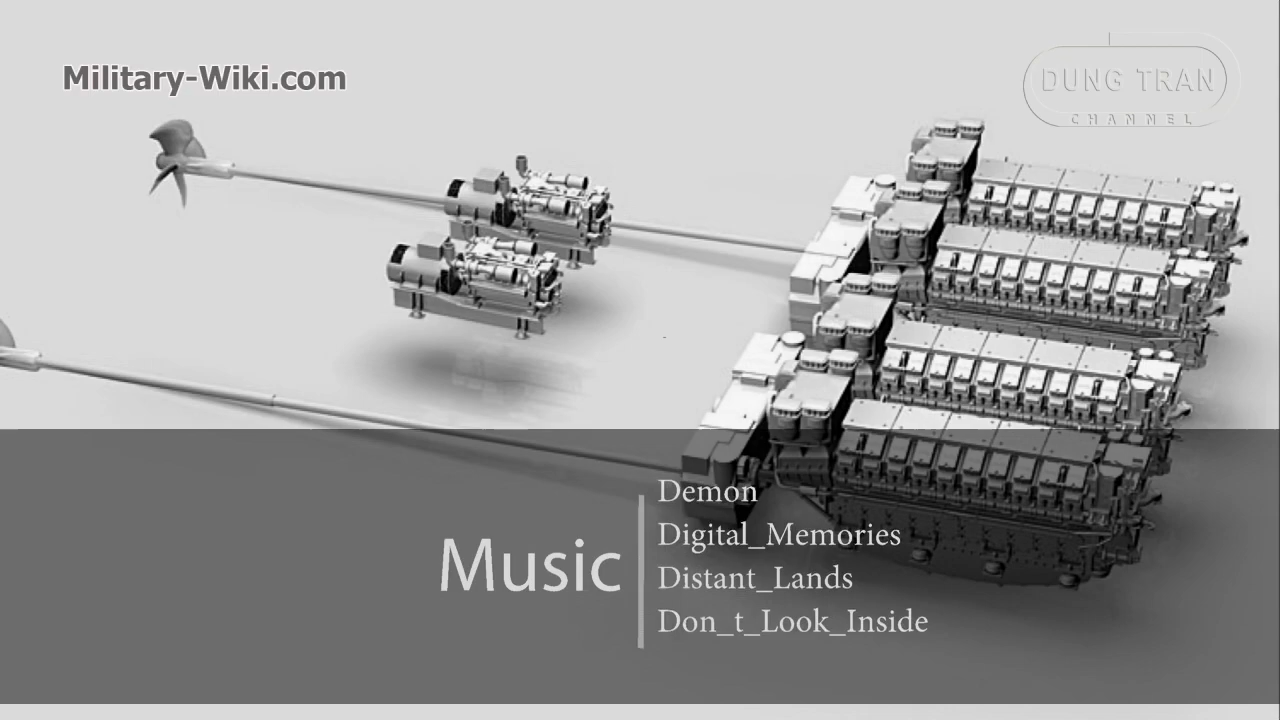 Military-Wiki.com
DUNG TRAN
CHANNEL
Music
Demon
Digital_Memories
Distant_Lands
Don_t_Look_Inside